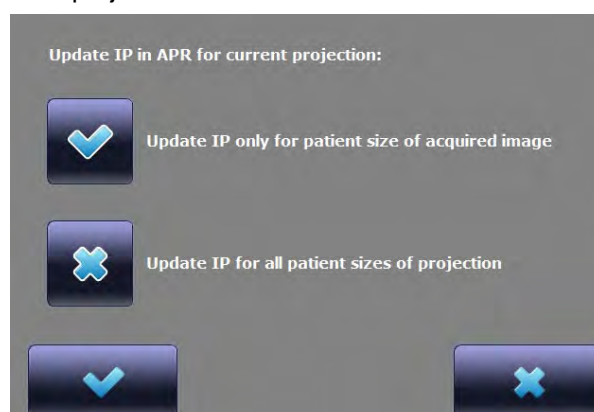 Update IP in APR for current projection:
Update IP only for patient size of acquired image
Update IP for all patient sizes of projection